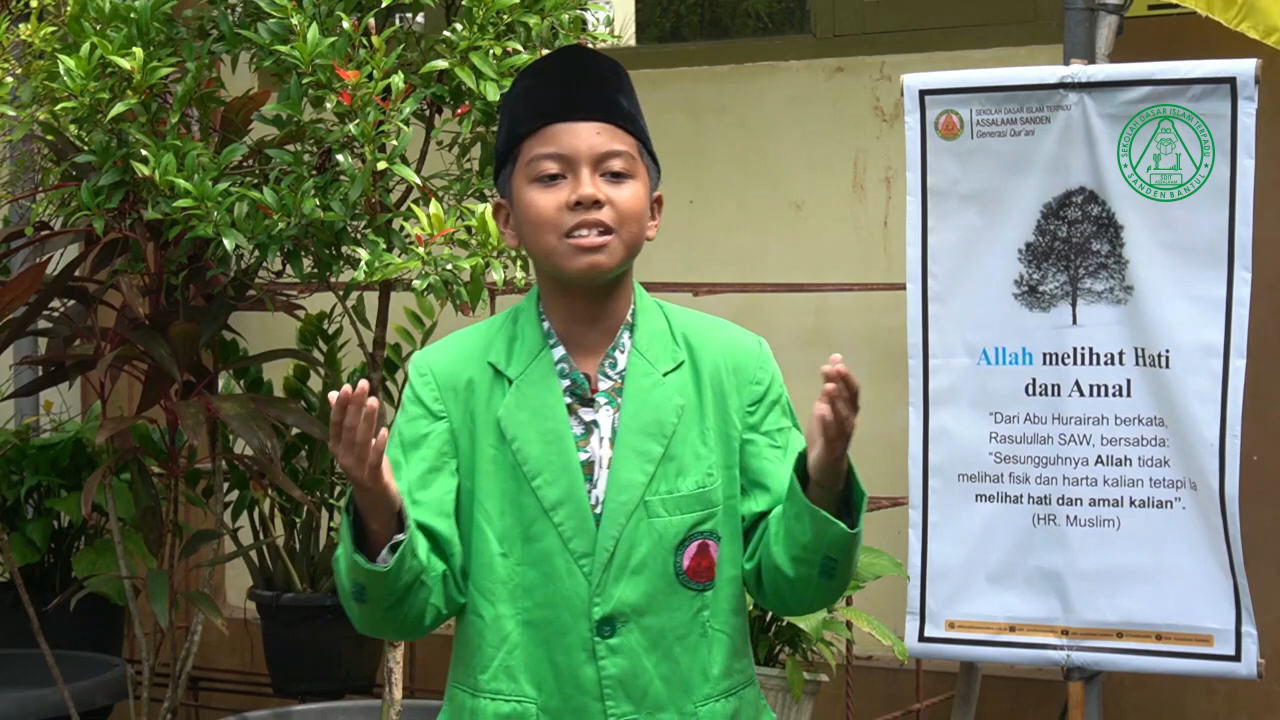 SEKOLAH DASAR ISLAM TERPADU
ASSALAAM SANDEN
Generasi Qur'ani
SEKOLAH DASAR ISLAM TERPADU
SANDEN BANTUL
Allah melihat Hati
dan Amal
"Dari Abu Hurairah berkata,
Rasulullah SAW, bersabda:
"Sesungguhnya Allah tidak
melihat fisik dan harta kalian tetapi Ia
melihat hati dan amal kalian".
(HR. Muslim)